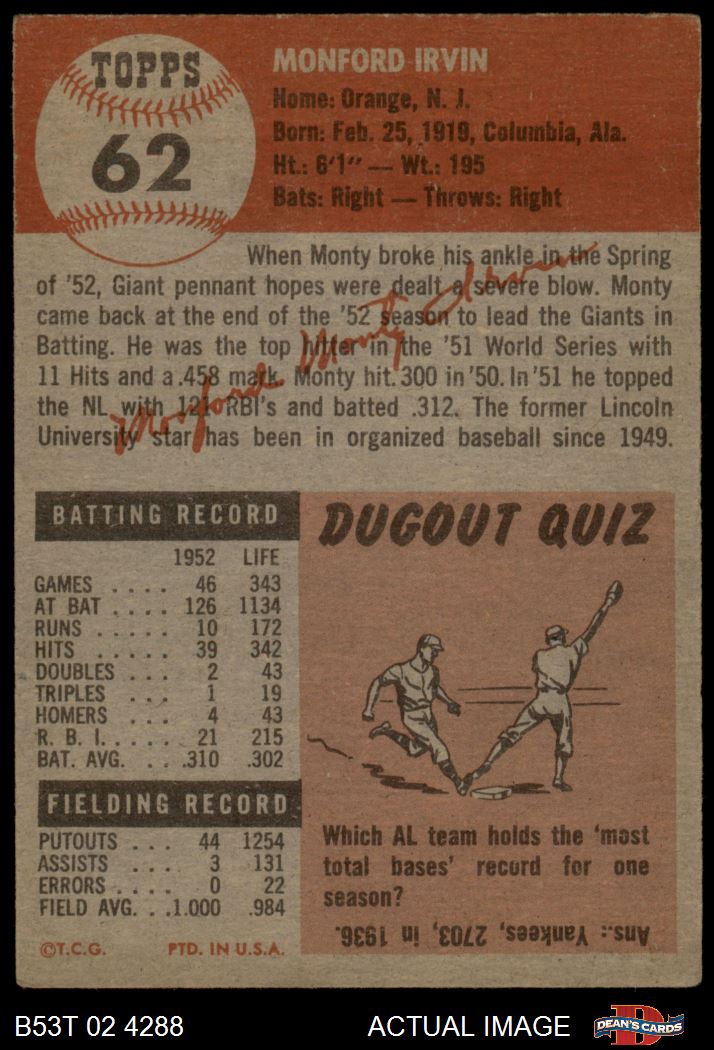 TOPPS
62
MONFORD IRVIN
Home: Orange, N. J.
Born: Feb. 25, 1919, Columbia, Ala.
Ht.: 6'1" — Wt.: 195
Bats: Right — Throws: Right
When Monty broke his ankle in the Spring
of '52, Giant pennant hopes were dealt a severe blow. Monty
came back at the end of the '52 season to lead the Giants in
Batting. He was the top hitter in the '51 World Series with
11 Hits and a .458 mark. Monty hit .300 in '50. In '51 he topped
the NL with 121 RBI's and batted .312. The former Lincoln
University star has been in organized baseball since 1949.
Monford Monty Irvin
BATTING RECORD
1952 LIFE
GAMES . . . . 46 343
AT BAT . . . . 126 1134
RUNS . . . . . 10 172
HITS . . . . . 39 342
DOUBLES . . . 2 43
TRIPLES . . . 1 19
HOMERS . . . 4 43
R. B. I. . . . . 21 215
BAT. AVG. . . .310 .302
FIELDING RECORD
PUTOUTS . . . 44 1254
ASSISTS . . . 3 131
ERRORS . . . . 0 22
FIELD AVG. . .1.000 .984
©T.C.G. PTD. IN U.S.A.
DUGOUT QUIZ
Which AL team holds the 'most
total bases' record for one
season?
Ans.: Yankees, 2703, in 1936.
B53T 02 4288 ACTUAL IMAGE
D
DEAN'S CARDS